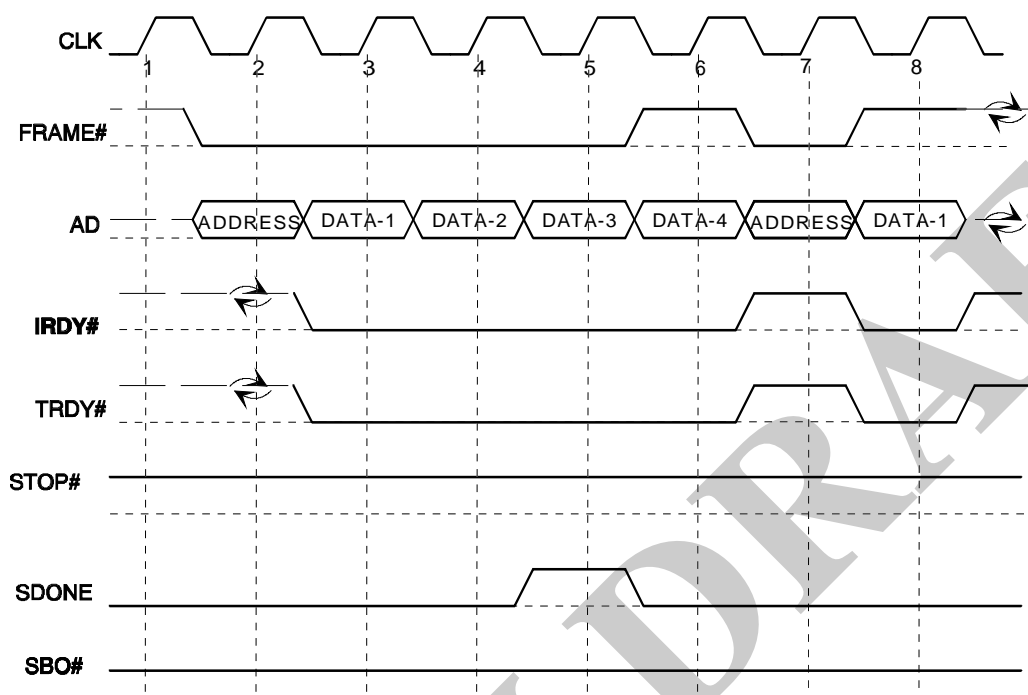 CLK
1 2 3 4 5 6 7 8
FRAME#
AD ADDRESS DATA-1 DATA-2 DATA-3 DATA-4 ADDRESS DATA-1
IRDY#
TRDY#
STOP#
SDONE
SBO#
DRA